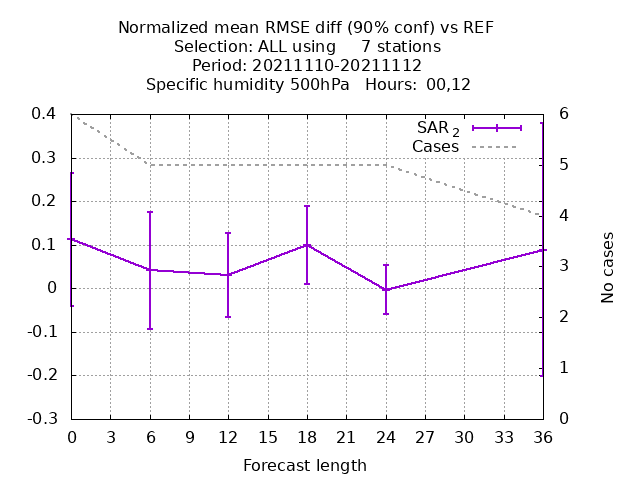 Normalized mean RMSE diff (90% conf) vs REF
Selection: ALL using     7 stations
Period: 20211110-20211112
Specific humidity 500hPa   Hours:  00,12
SAR 2
Cases
0.4
0.3
0.2
0.1
0
-0.1
-0.2
-0.3
6
5
4
3
2
1
0
No cases
0 3 6 9 12 15 18 21 24 27 30 33 36
Forecast length